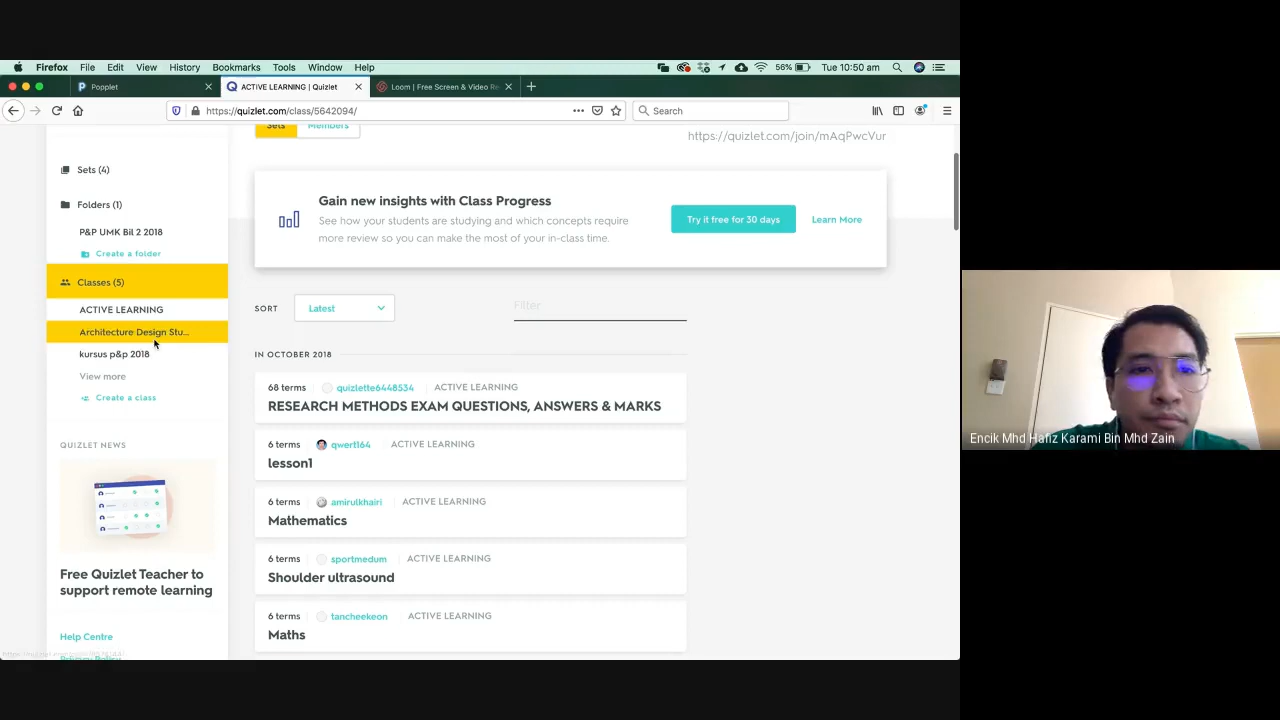 Firefox File Edit View History Bookmarks Tools Window Help 56% Tue 10:50 am
Popplet ACTIVE LEARNING | Quizlet Loom | Free Screen & Video Re
https://quizlet.com/class/5642094/ Search
Sets Members
https://quizlet.com/join/mAqPwcVur
Sets (4)
Folders (1)
P&P UMK Bil 2 2018
Create a folder
Classes (5)
ACTIVE LEARNING
Architecture Design Stu...
kursus p&p 2018
View more
Create a class
QUIZLET NEWS
Free Quizlet Teacher to
support remote learning
Help Centre
Privacy Policy
Gain new insights with Class Progress
See how your students are studying and which concepts require
more review so you can make the most of your in-class time.
Try it free for 30 days Learn More
SORT Latest Filter
IN OCTOBER 2018
68 terms quizlette6448534 ACTIVE LEARNING
RESEARCH METHODS EXAM QUESTIONS, ANSWERS & MARKS
6 terms qwert164 ACTIVE LEARNING
lesson1
6 terms amirulkhairi ACTIVE LEARNING
Mathematics
6 terms sportmedum ACTIVE LEARNING
Shoulder ultrasound
6 terms tancheekeon ACTIVE LEARNING
Maths
Encik Mhd Hafiz Karami Bin Mhd Zain